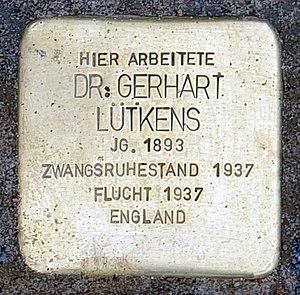 HIER ARBEITETE
DR. GERHART
LÜTKENS
JG. 1893
ZWANGSRUHESTAND 1937
FLUCHT 1937
ENGLAND